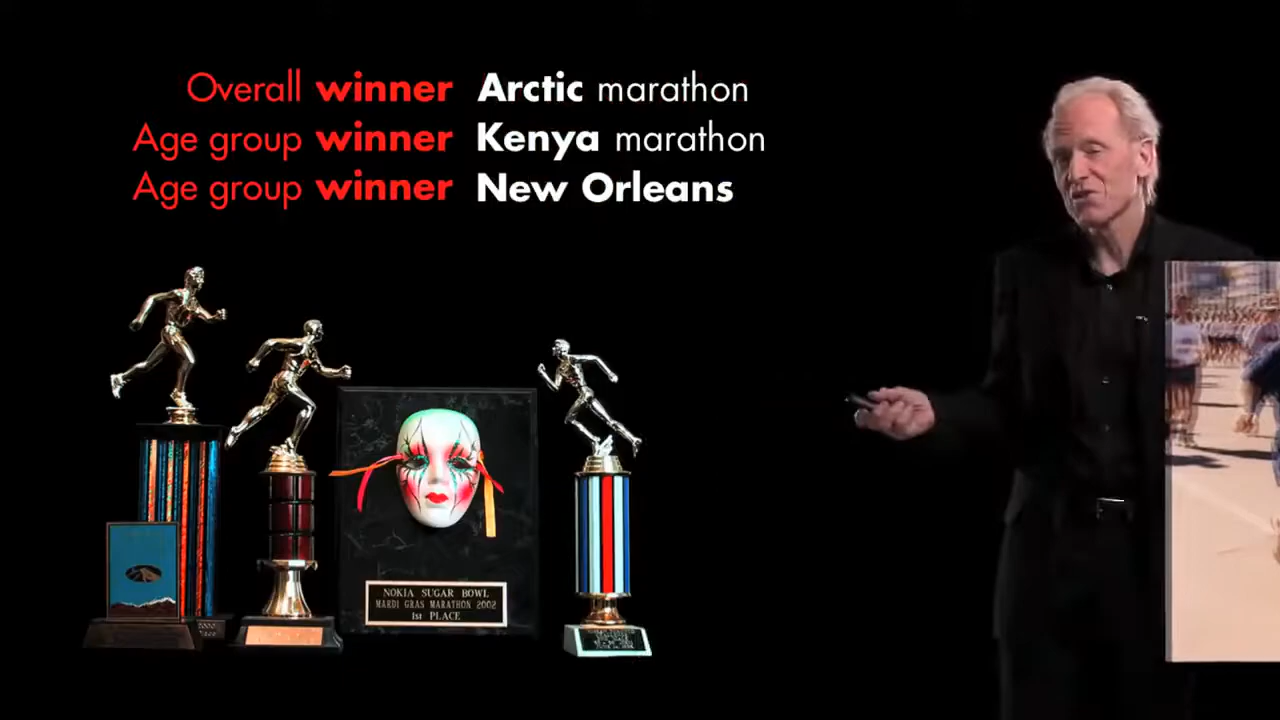 Overall winner Arctic marathon
Age group winner Kenya marathon
Age group winner New Orleans
NOKIA SUGAR BOWL
MARDI GRAS MARATHON 2002
1st PLACE